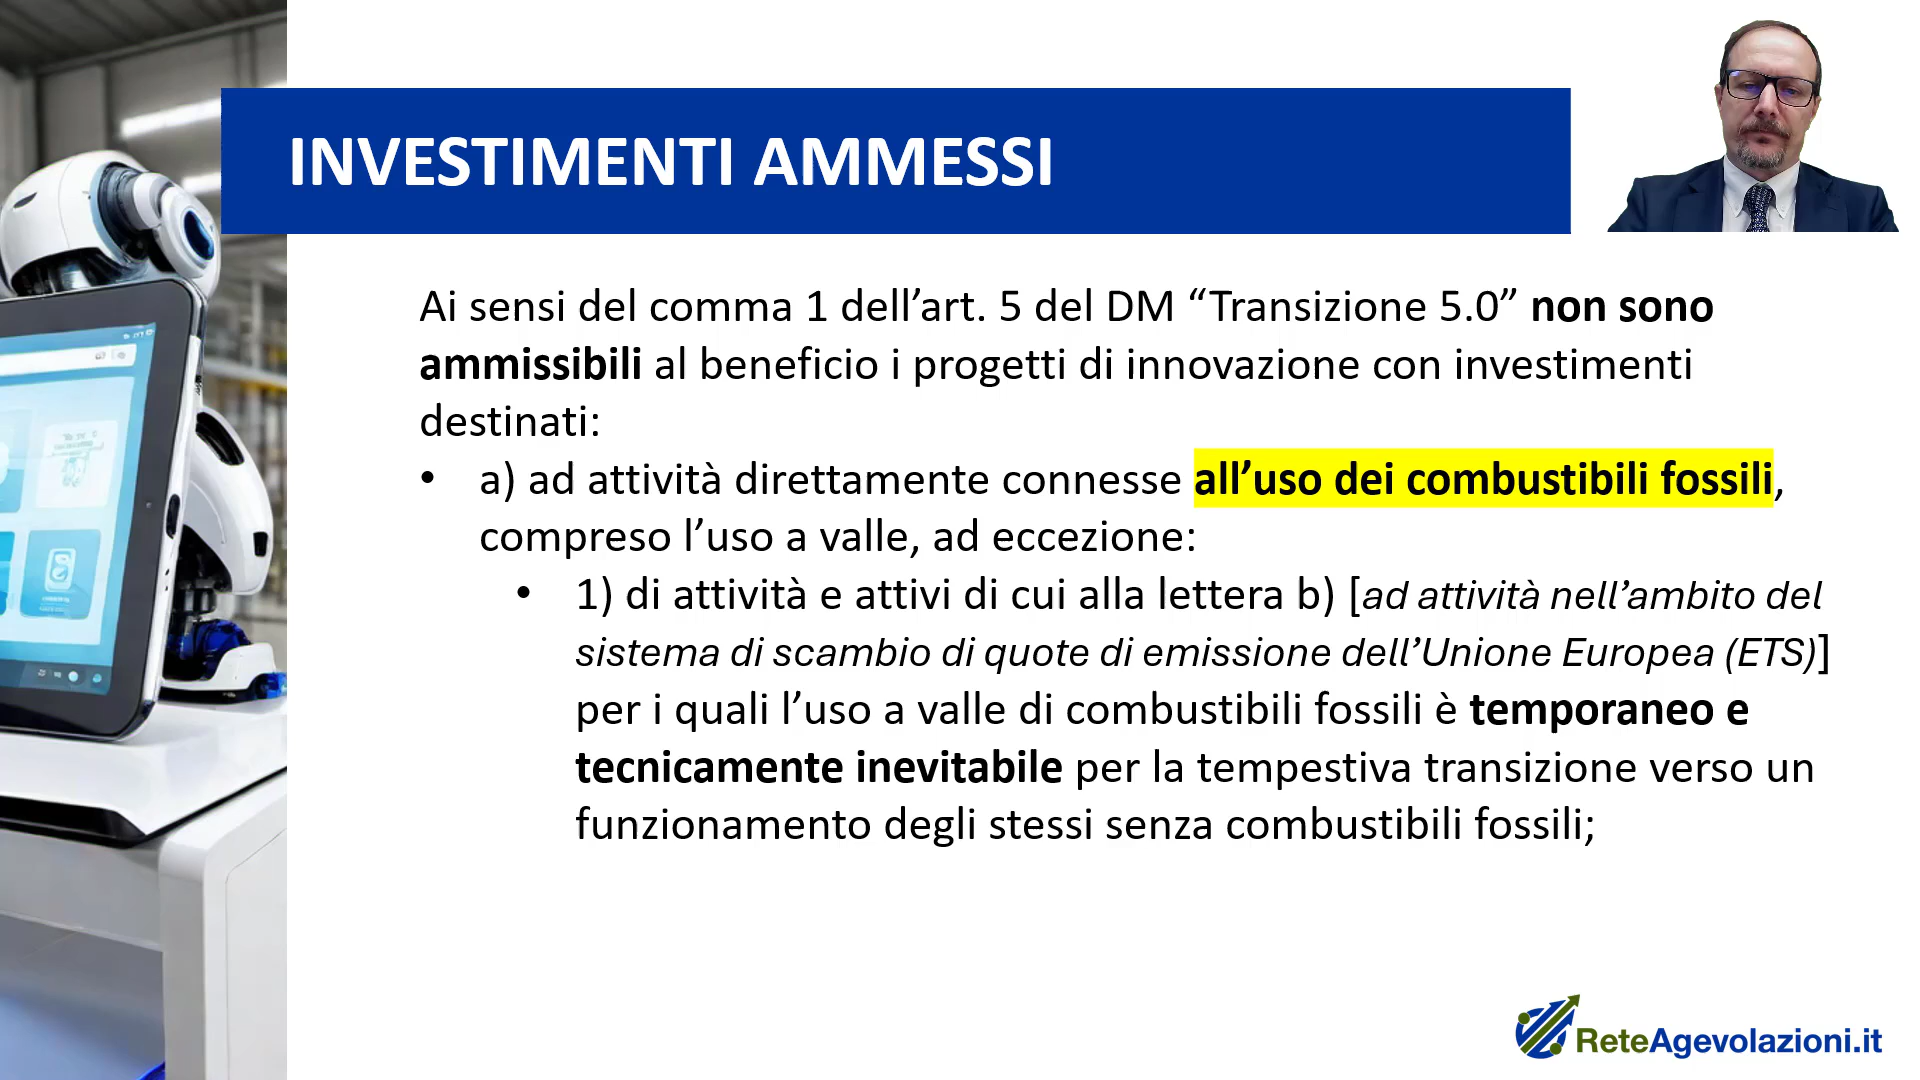 INVESTIMENTI AMMESSI
Ai sensi del comma 1 dell’art. 5 del DM “Transizione 5.0” non sono
ammissibili al beneficio i progetti di innovazione con investimenti
destinati:
• a) ad attività direttamente connesse all’uso dei combustibili fossili,
compreso l’uso a valle, ad eccezione:
• 1) di attività e attivi di cui alla lettera b) [ad attività nell’ambito del
sistema di scambio di quote di emissione dell’Unione Europea (ETS)]
per i quali l’uso a valle di combustibili fossili è temporaneo e
tecnicamente inevitabile per la tempestiva transizione verso un
funzionamento degli stessi senza combustibili fossili;
ReteAgevolazioni.it